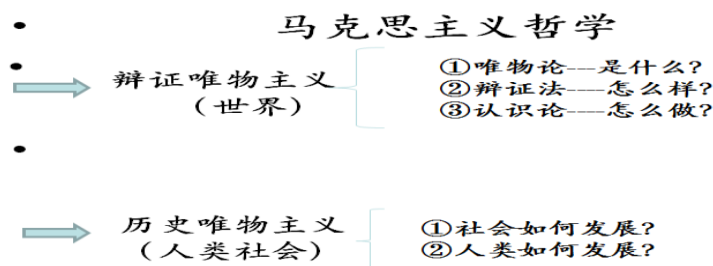 马克思主义哲学
辩证唯物主义
（世界）
①唯物论---是什么？
②辩证法----怎么样？
③认识论----怎么做？
历史唯物主义
（人类社会）
①社会如何发展？
②人类如何发展？